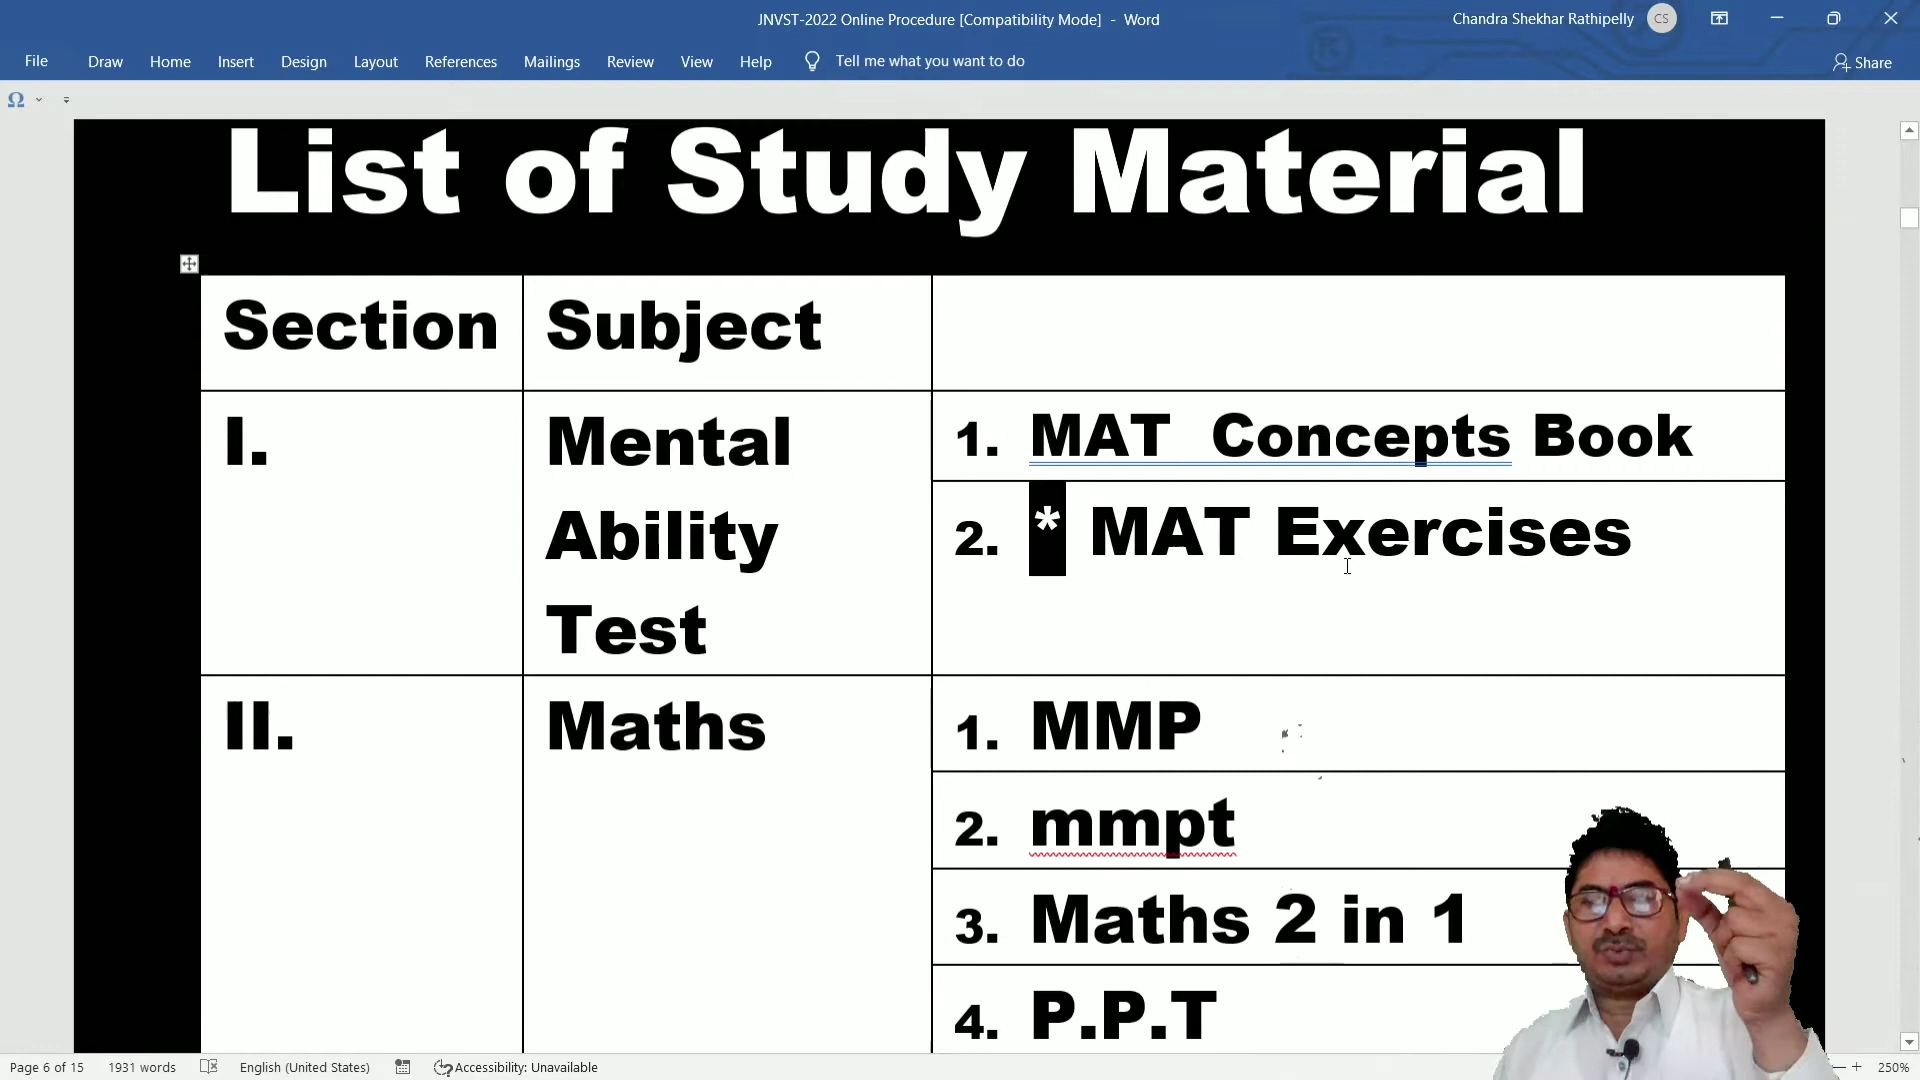 JNVST-2022 Online Procedure [Compatibility Mode] - Word
Chandra Shekhar Rathipelly CS
File Draw Home Insert Design Layout References Mailings Review View Help Tell me what you want to do
Share
List of Study Material
Section Subject
I. Mental Ability Test
1. MAT Concepts Book
2. * MAT Exercises
II. Maths
1. MMP
2. mmpt
3. Maths 2 in 1
4. P.P.T
Page 6 of 15 1931 words English (United States) Accessibility: Unavailable 250%